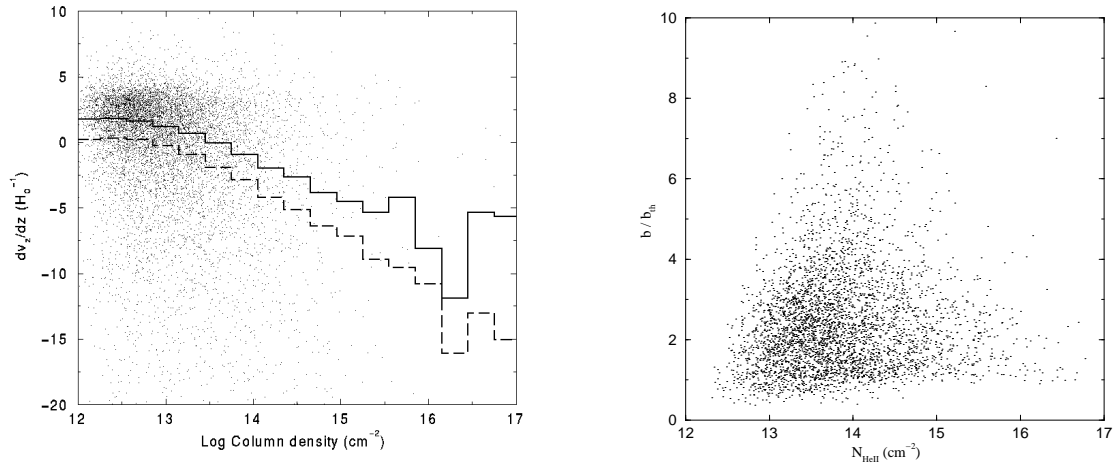 10
5
0
−5
−10
−15
−20
dv_z/dz (H_0^{-1})
12 13 14 15 16 17
Log Column density (cm^{-2})
10
8
6
4
2
0
b / b_th
12 13 14 15 16 17
N_HeII (cm^{-2})